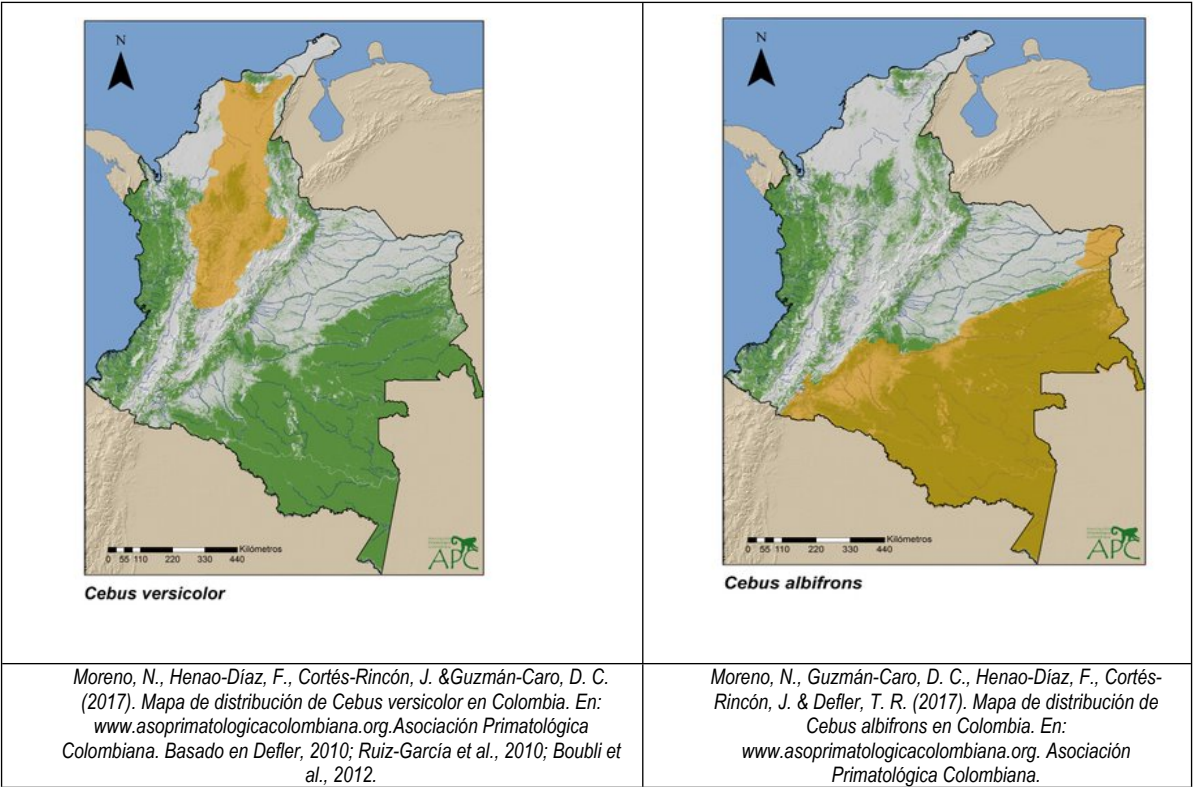 N
Kilómetros
0 55 110 220 330 440
APC
Cebus versicolor
Moreno, N., Henao-Díaz, F., Cortés-Rincón, J. &Guzmán-Caro, D. C.
(2017). Mapa de distribución de Cebus versicolor en Colombia. En:
www.asoprimatologicacolombiana.org.Asociación Primatológica
Colombiana. Basado en Defler, 2010; Ruiz-García et al., 2010; Boubli et
al., 2012.
N
Kilómetros
0 55 110 220 330 440
APC
Cebus albifrons
Moreno, N., Guzmán-Caro, D. C., Henao-Díaz, F., Cortés-
Rincón, J. & Defler, T. R. (2017). Mapa de distribución de
Cebus albifrons en Colombia. En:
www.asoprimatologicacolombiana.org. Asociación
Primatológica Colombiana.